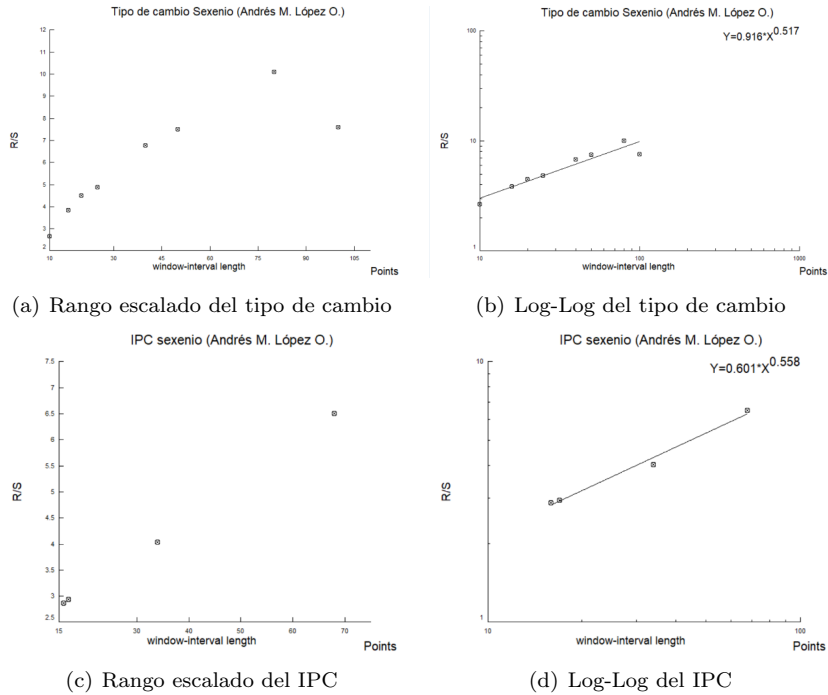 Tipo de cambio Sexenio (Andrés M. López O.)
12
11
10
9
8
7
6
5
4
3
2
R/S
10 30 45 60 75 90 105
window-interval length
Points
(a) Rango escalado del tipo de cambio
Tipo de cambio Sexenio (Andrés M. López O.)
Y=0.916*X^0.517
100
10
1
R/S
10 100 1000
window-interval length
Points
(b) Log-Log del tipo de cambio
IPC sexenio (Andrés M. López O.)
7.5
7
6.5
6
5.5
5
4.5
4
3.5
3
2.5
R/S
15 30 40 50 60 70
window-interval length
Points
(c) Rango escalado del IPC
IPC sexenio (Andrés M. López O.)
Y=0.601*X^0.558
10
1
R/S
10 100
window-interval length
Points
(d) Log-Log del IPC